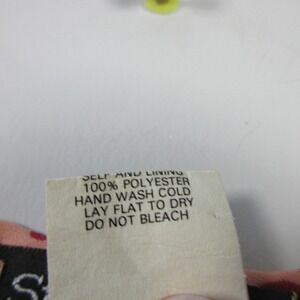 SELF AND LINING
100% POLYESTER
HAND WASH COLD
LAY FLAT TO DRY
DO NOT BLEACH